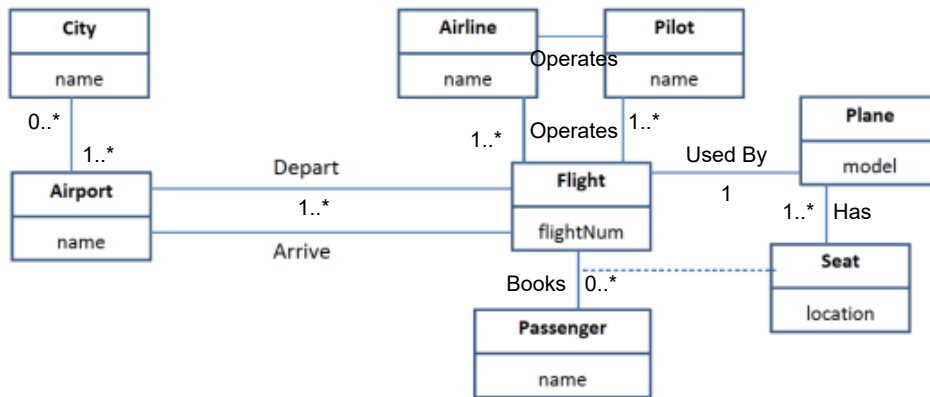 City
name
Airline
name
Operates
Pilot
name
0..*
1..*
1..*
Operates
1..*
Plane
model
Used By
1
1..*
Has
Airport
name
Depart
1..*
Arrive
Flight
flightNum
Seat
location
Books
0..*
Passenger
name